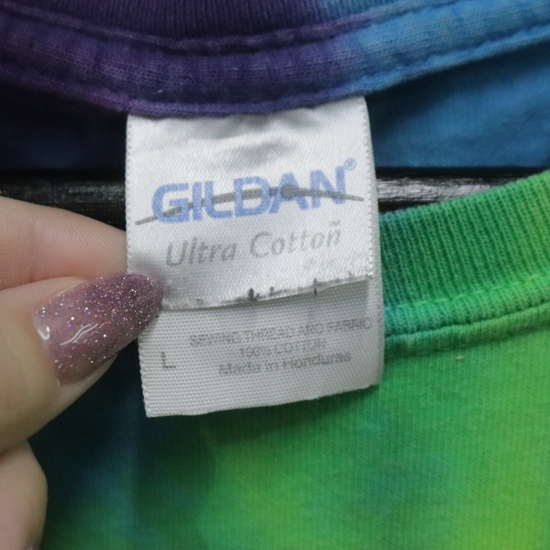 GILDAN®
Ultra Cotton
SEWING THREAD AND FABRIC
100% COTTON
L
Made in Honduras